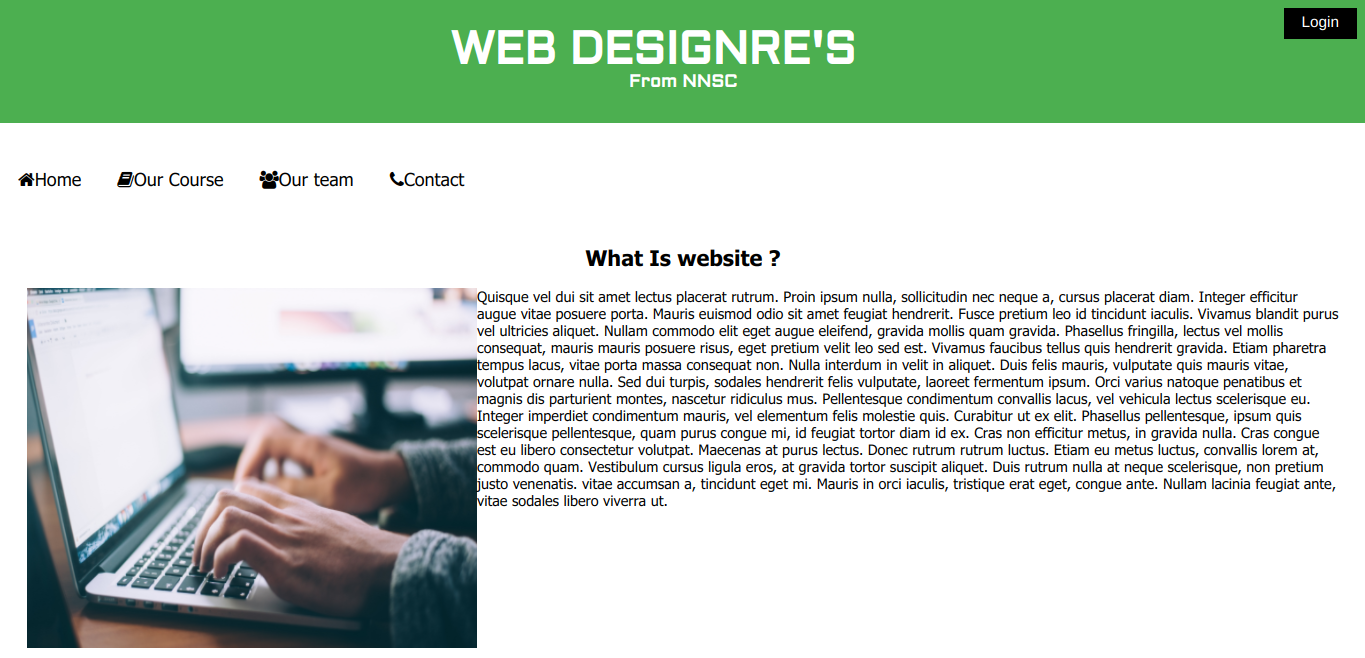 Login
WEB DESIGNRE'S
From NNSC
Home Our Course Our team Contact
What Is website ?
Quisque vel dui sit amet lectus placerat rutrum. Proin ipsum nulla, sollicitudin nec neque a, cursus placerat diam. Integer efficitur
augue vitae posuere porta. Mauris euismod odio sit amet feugiat hendrerit. Fusce pretium leo id tincidunt iaculis. Vivamus blandit purus
vel ultricies aliquet. Nullam commodo elit eget augue eleifend, gravida mollis quam gravida. Phasellus fringilla, lectus vel mollis
consequat, mauris mauris posuere risus, eget pretium velit leo sed est. Vivamus faucibus tellus quis hendrerit gravida. Etiam pharetra
tempus lacus, vitae porta massa consequat non. Nulla interdum in velit in aliquet. Duis felis mauris, vulputate quis mauris vitae,
volutpat ornare nulla. Sed dui turpis, sodales hendrerit felis vulputate, laoreet fermentum ipsum. Orci varius natoque penatibus et
magnis dis parturient montes, nascetur ridiculus mus. Pellentesque condimentum convallis lacus, vel vehicula lectus scelerisque eu.
Integer imperdiet condimentum mauris, vel elementum felis molestie quis. Curabitur ut ex elit. Phasellus pellentesque, ipsum quis
scelerisque pellentesque, quam purus congue mi, id feugiat tortor diam id ex. Cras non efficitur metus, in gravida nulla. Cras congue
est eu libero consectetur volutpat. Maecenas at purus lectus. Donec rutrum rutrum luctus. Etiam eu metus luctus, convallis lorem at,
commodo quam. Vestibulum cursus ligula eros, at gravida tortor suscipit aliquet. Duis rutrum nulla at neque scelerisque, non pretium
justo venenatis. vitae accumsan a, tincidunt eget mi. Mauris in orci iaculis, tristique erat eget, congue ante. Nullam lacinia feugiat ante,
vitae sodales libero viverra ut.